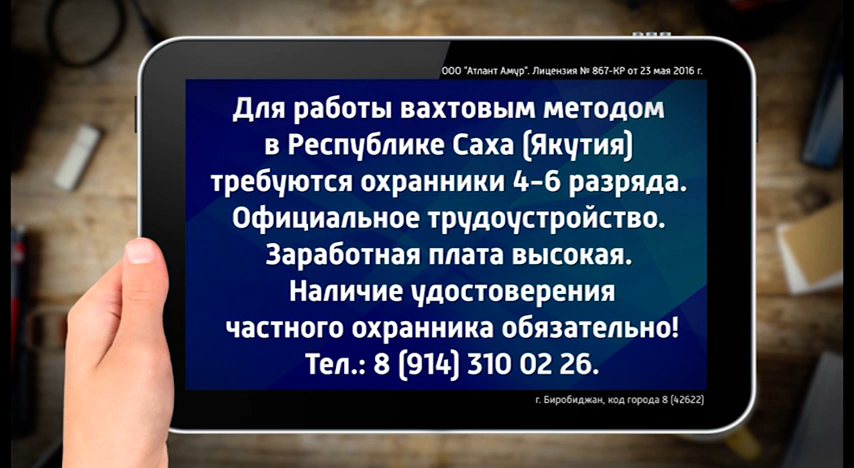 ООО "Атлант Амур". Лицензия № 867-КР от 23 мая 2016 г.
Для работы вахтовым методом
в Республике Саха (Якутия)
требуются охранники 4-6 разряда.
Официальное трудоустройство.
Заработная плата высокая.
Наличие удостоверения
частного охранника обязательно!
Тел.: 8 (914) 310 02 26.
г. Биробиджан, код города 8 (42622)